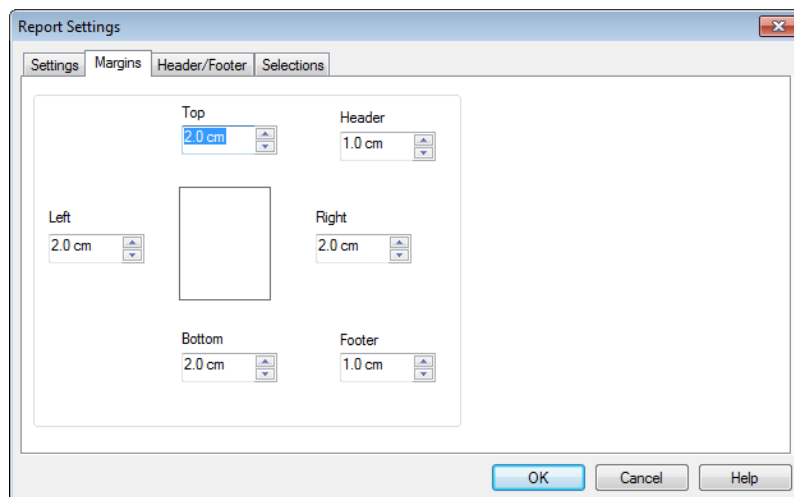 Report Settings
Settings Margins Header/Footer Selections
Top
Header
2.0 cm
1.0 cm
Left
Right
2.0 cm
2.0 cm
Bottom
Footer
2.0 cm
1.0 cm
OK Cancel Help